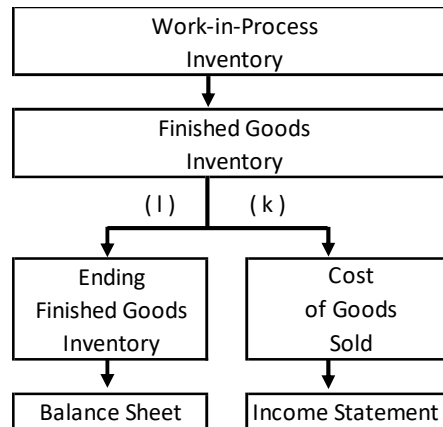 Work-in-Process
Inventory
Finished Goods
Inventory
( l )
( k )
Ending
Finished Goods
Inventory
Cost
of Goods
Sold
Balance Sheet
Income Statement